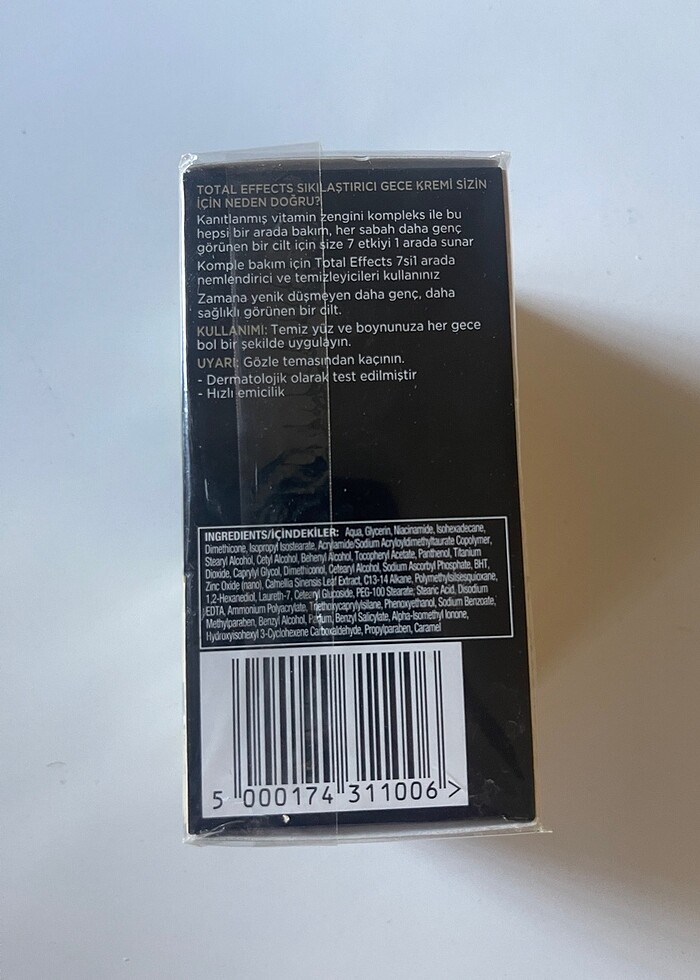 TOTAL EFFECTS SIKILAŞTIRICI GECE KREMİ SİZİN
İÇİN NEDEN DOĞRU?
Kanıtlanmış vitamin zengini kompleks ile bu
hepsi bir arada bakım, her sabah daha genç
görünen bir cilt için size 7 etkiyi 1 arada sunar
Komple bakım için Total Effects 7si1 arada
nemlendirici ve temizleyicileri kullanınız
Zamana yenik düşmeyen daha genç, daha
sağlıklı görünen bir cilt.
KULLANIMI: Temiz yüz ve boynunuza her gece
bol bir şekilde uygulayın.
UYARI: Gözle temasından kaçının.
- Dermatolojik olarak test edilmiştir
- Hızlı emicilik
INGREDIENTS/İÇİNDEKİLER: Aqua, Glycerin, Niacinamide, Isohexadecane,
Dimethicone, Isopropyl Isostearate, Acrylamide/Sodium Acryloyldimethyltaurate Copolymer,
Stearyl Alcohol, Cetyl Alcohol, Behenyl Alcohol, Tocopheryl Acetate, Panthenol, Titanium
Dioxide, Caprylyl Glycol, Dimethiconol, Cetearyl Alcohol, Sodium Ascorbyl Phosphate, BHT,
Zinc Oxide (nano), Camellia Sinensis Leaf Extract, C13-14 Alkane, Polymethylsilsesquioxane,
1,2-Hexanediol, Laureth-7, Cetearyl Glucoside, PEG-100 Stearate, Stearic Acid, Disodium
EDTA, Ammonium Polyacrylate, Triethoxycaprylylsilane, Phenoxyethanol, Sodium Benzoate,
Methylparaben, Benzyl Alcohol, Parfum, Benzyl Salicylate, Alpha-Isomethyl Ionone,
Hydroxyisohexyl 3-Cyclohexene Carboxaldehyde, Propylparaben, Caramel
5 000174 311006 >